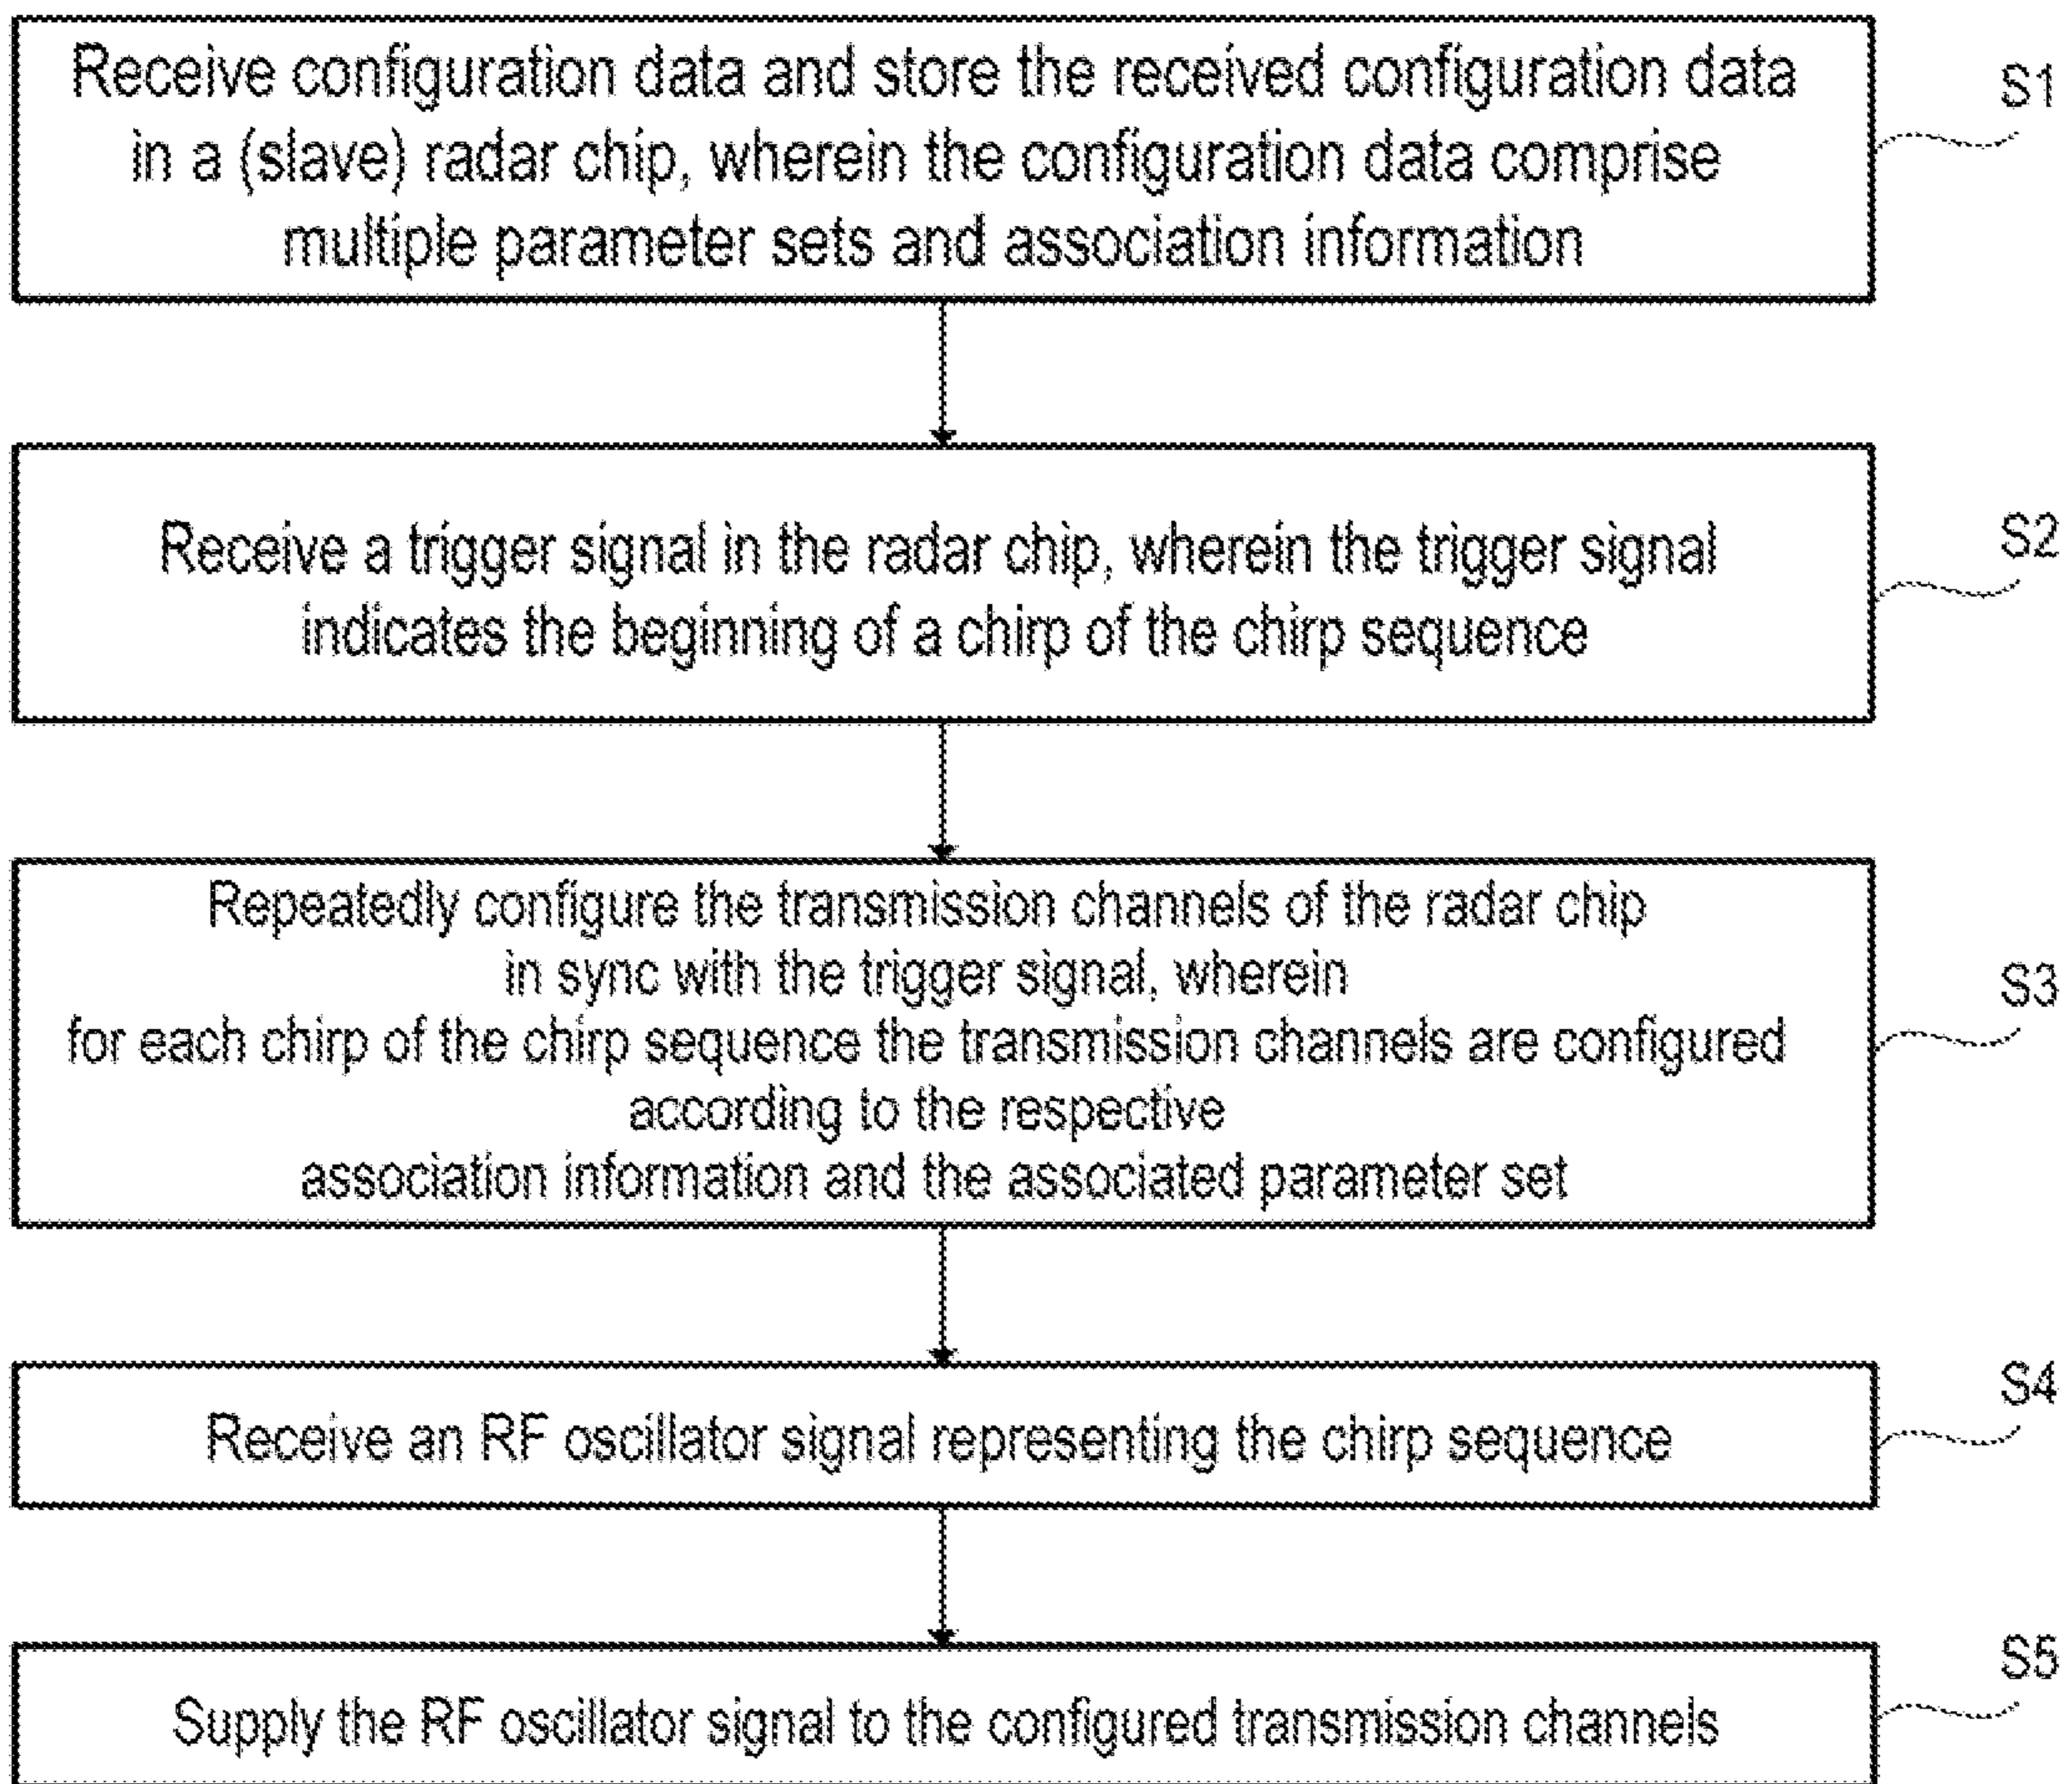 Receive configuration data and store the received configuration data
in a (slave) radar chip, wherein the configuration data comprise
multiple parameter sets and association information
S1
Receive a trigger signal in the radar chip, wherein the trigger signal
indicates the beginning of a chirp of the chirp sequence
S2
Repeatedly configure the transmission channels of the radar chip
in sync with the trigger signal, wherein
for each chirp of the chirp sequence the transmission channels are configured
according to the respective
association information and the associated parameter set
S3
Receive an RF oscillator signal representing the chirp sequence
S4
Supply the RF oscillator signal to the configured transmission channels
S5